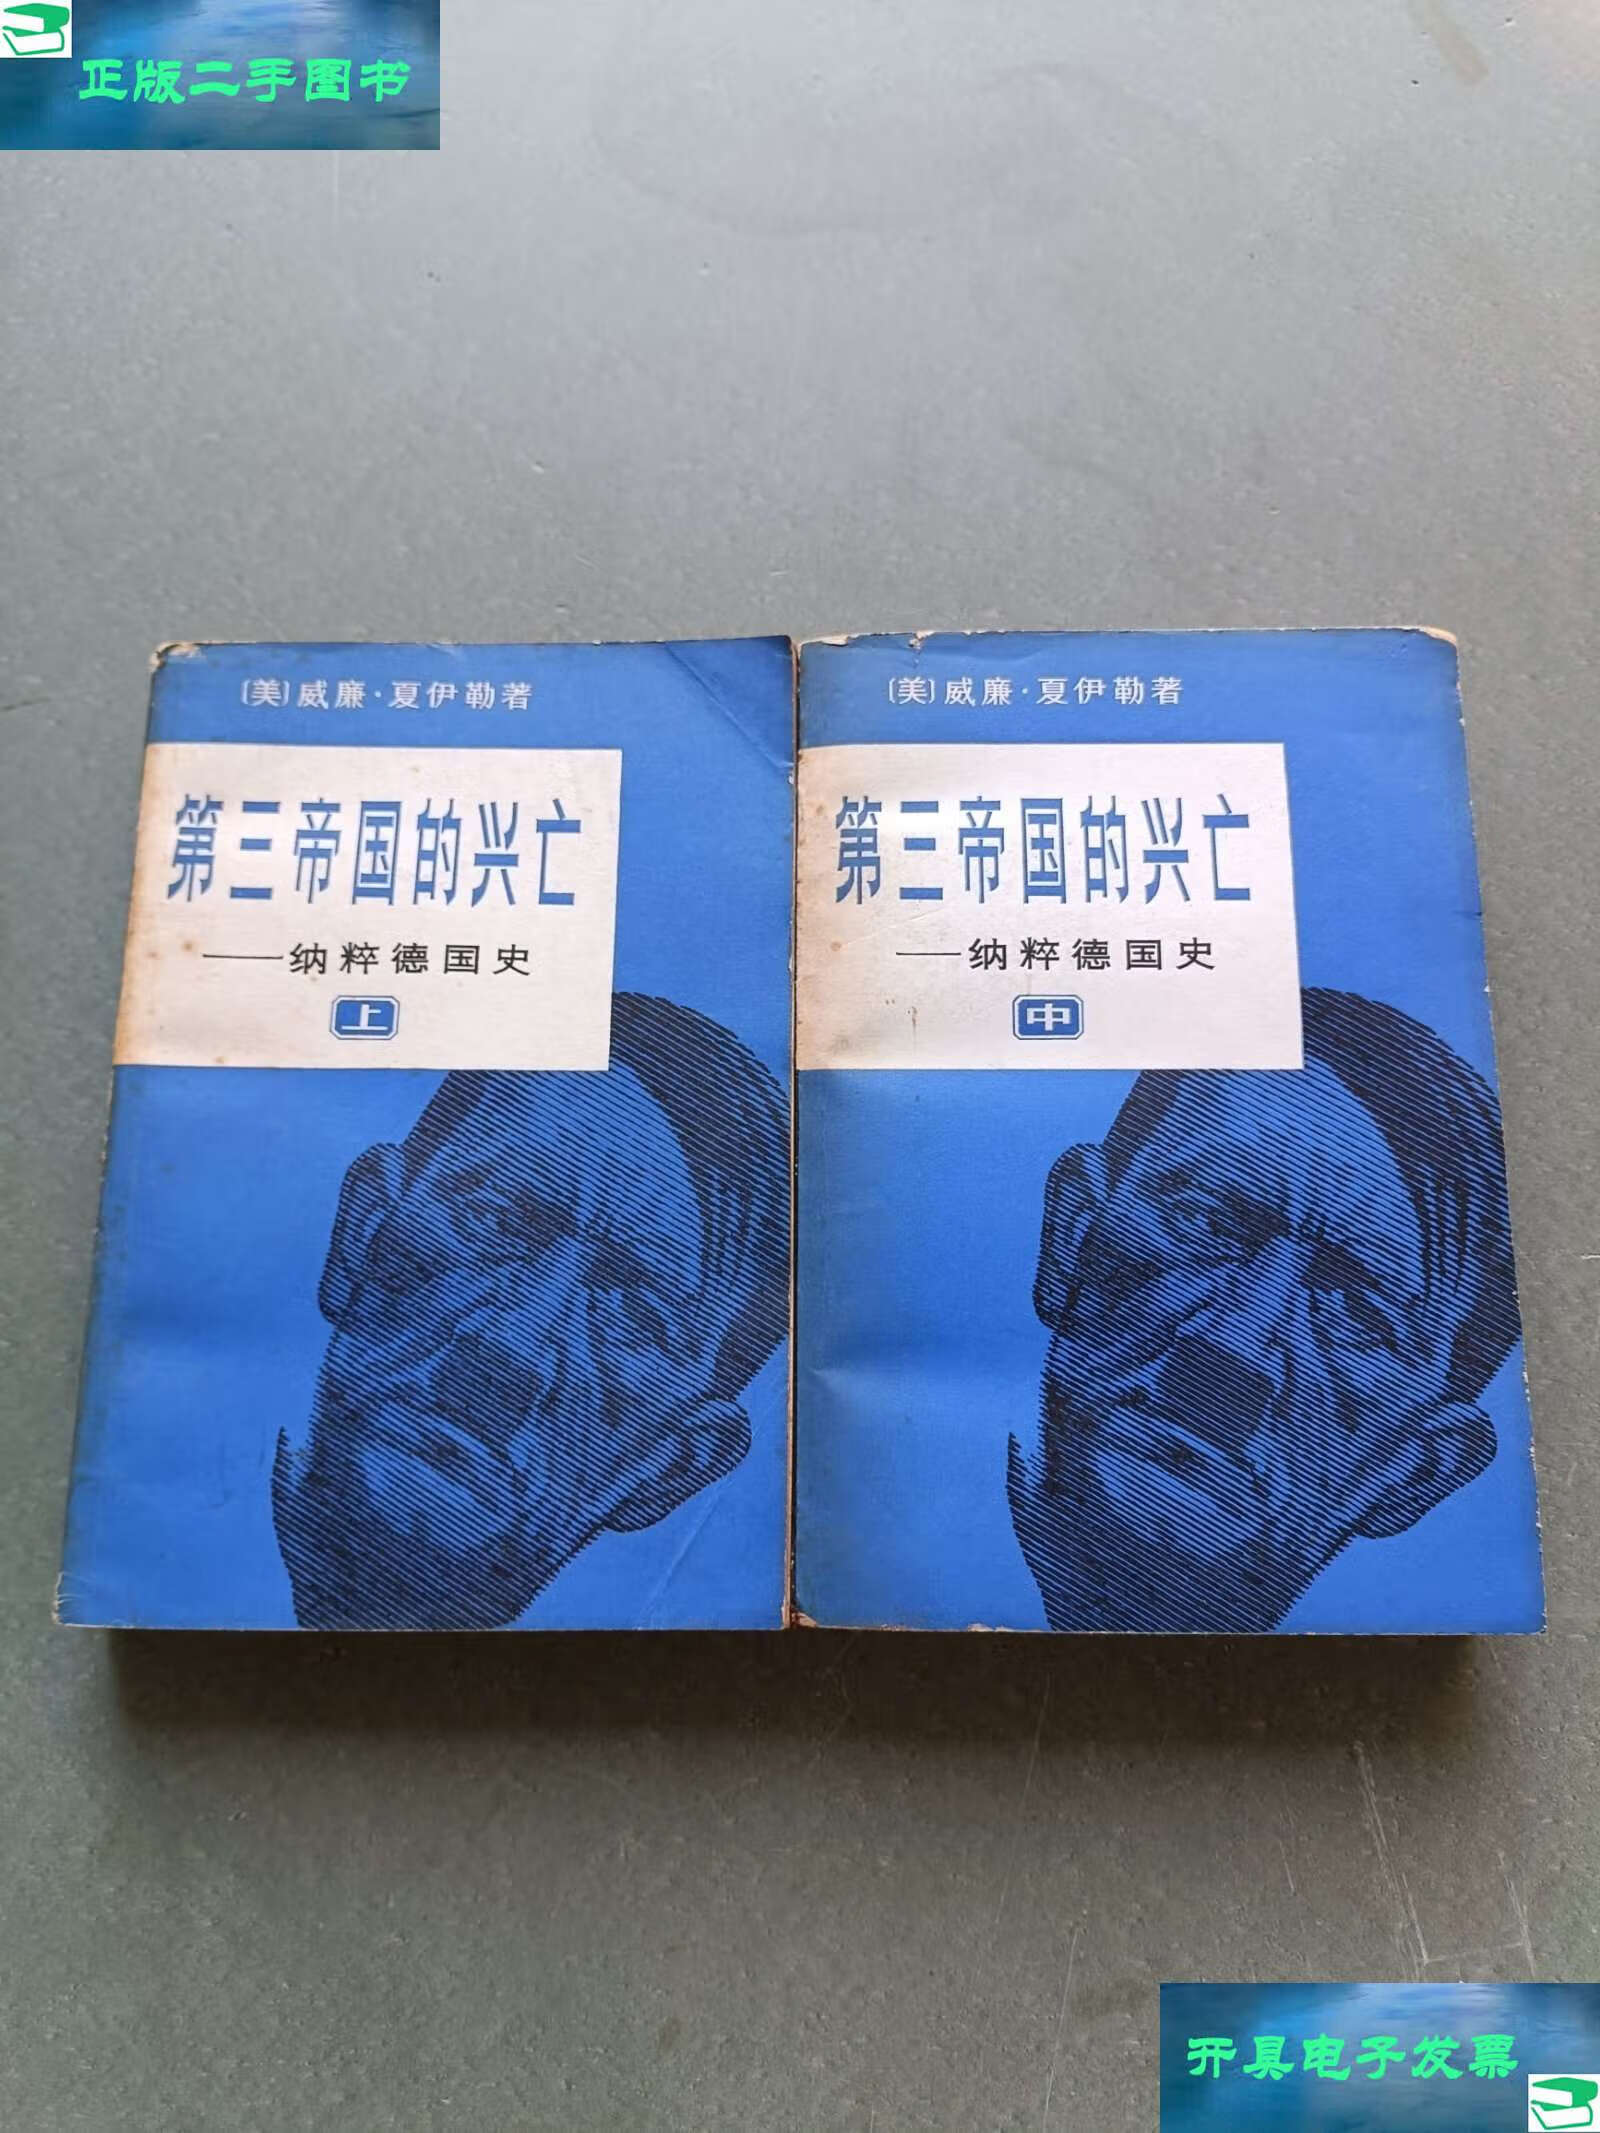 正版二手图书
〔美〕威廉·夏伊勒著
第三帝国的兴亡
——纳粹德国史
上
〔美〕威廉·夏伊勒著
第三帝国的兴亡
——纳粹德国史
中
开具电子发票